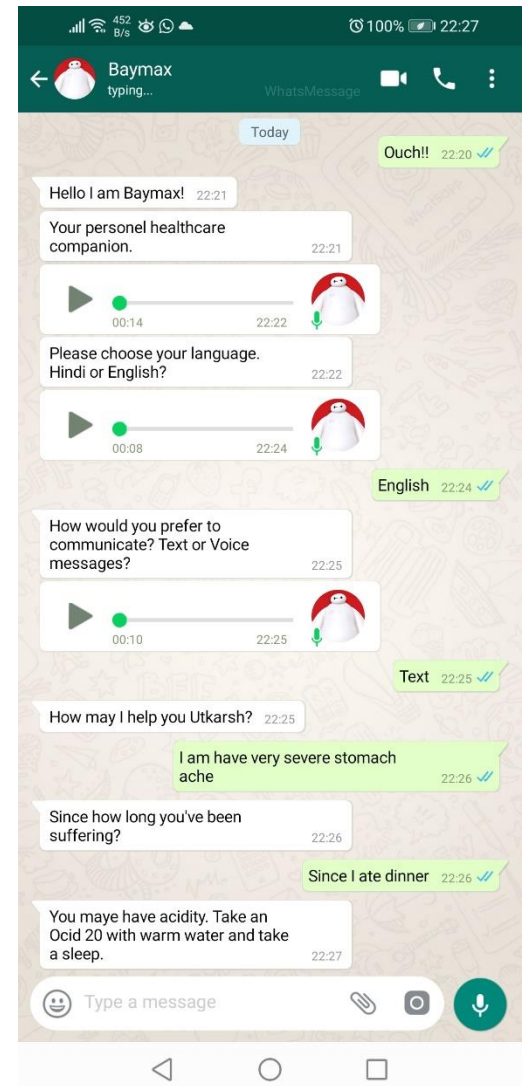 452
B/s
100% 22:27
Baymax
typing...
WhatsMessage
Today
Ouch!! 22:20
Hello I am Baymax! 22:21
Your personel healthcare
companion. 22:21
00:14 22:22
Please choose your language.
Hindi or English? 22:22
00:08 22:24
English 22:24
How would you prefer to
communicate? Text or Voice
messages? 22:25
00:10 22:25
Text 22:25
How may I help you Utkarsh? 22:25
I am have very severe stomach
ache 22:26
Since how long you've been
suffering? 22:26
Since I ate dinner 22:26
You maye have acidity. Take an
Ocid 20 with warm water and take
a sleep. 22:27
Type a message